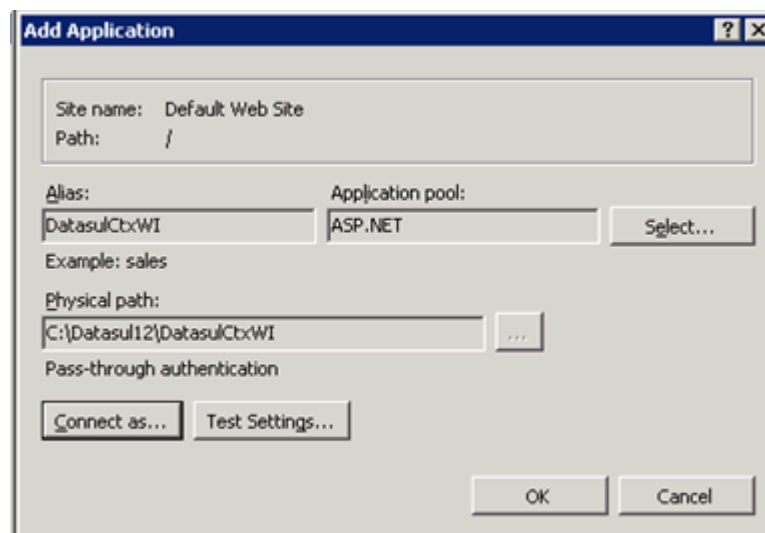 Add Application
Site name: Default Web Site
Path: /
Alias: Application pool:
DatasulCtxWI ASP.NET Select...
Example: sales
Physical path:
C:\Datasul12\DatasulCtxWI ...
Pass-through authentication
Connect as... Test Settings...
OK Cancel